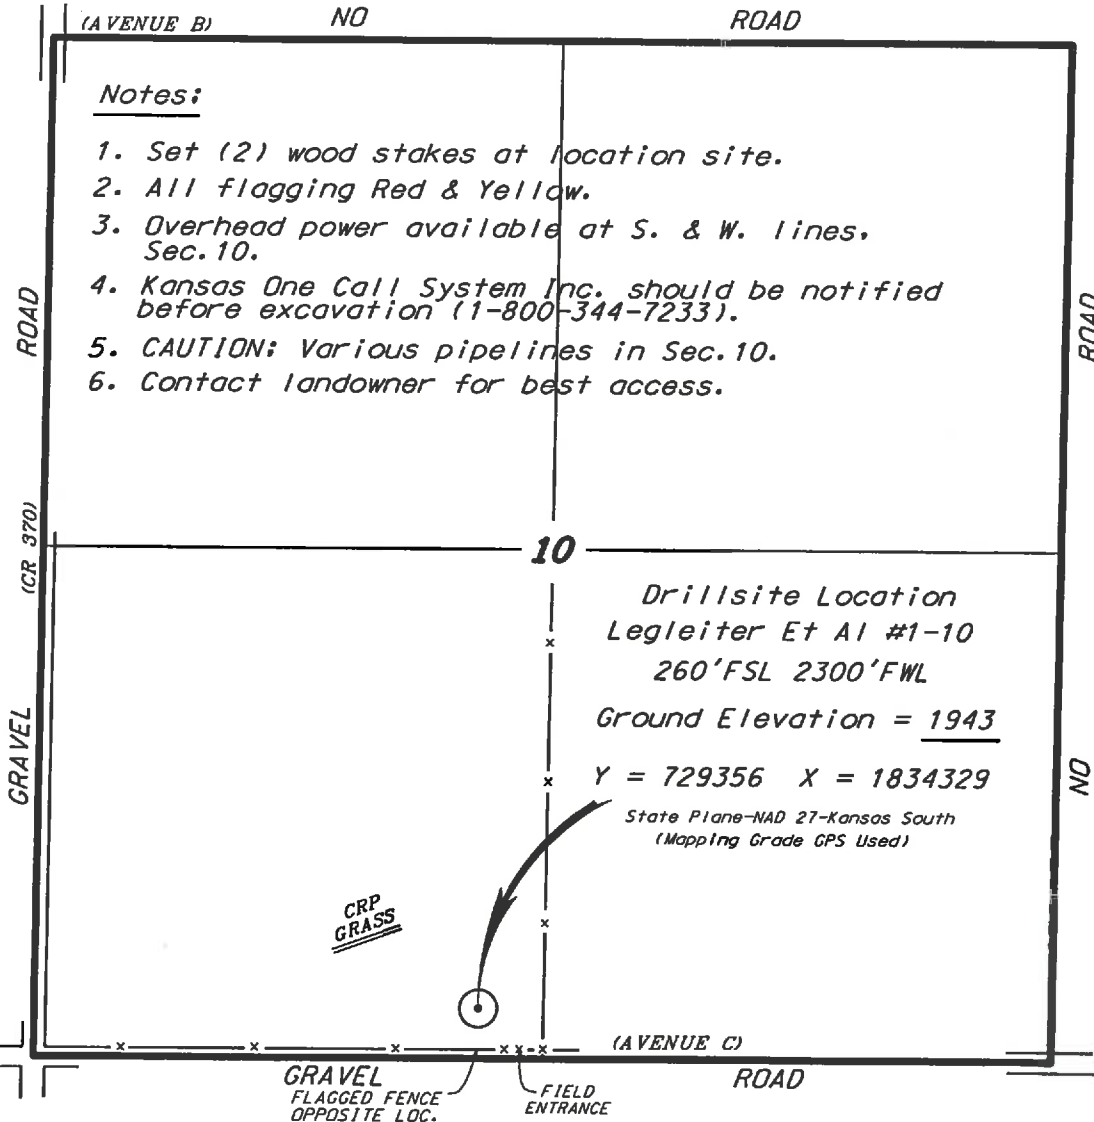 (AVENUE B)
NO
ROAD
Notes:
1. Set (2) wood stakes at location site.
2. All flagging Red & Yellow.
3. Overhead power available at S. & W. lines,
Sec.10.
4. Kansas One Call System Inc. should be notified
before excavation (1-800-344-7233).
5. CAUTION: Various pipelines in Sec.10.
6. Contact landowner for best access.
ROAD
ROAD
(CR 370)
10
Drillsite Location
Legleiter Et Al #1-10
260'FSL 2300'FWL
Ground Elevation = 1943
GRAVEL
NO
Y = 729356 X = 1834329
State Plane-NAD 27-Kansas South
(Mapping Grade GPS Used)
CRP
GRASS
(AVENUE C)
GRAVEL
ROAD
FLAGGED FENCE
OPPOSITE LOC.
FIELD
ENTRANCE